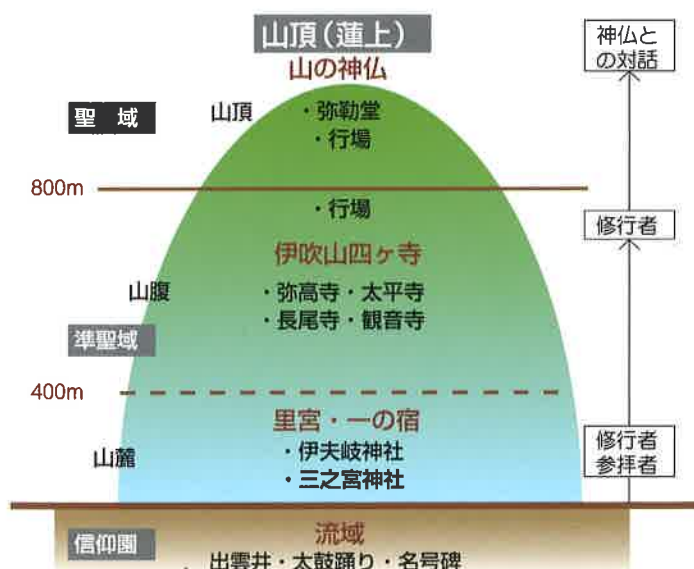 山頂（蓮上）
山の神仏
神仏と
の対話
聖 域
山頂
・弥勒堂
・行場
800m
・行場
修行者
伊吹山四ヶ寺
山腹
・弥高寺・太平寺
・長尾寺・観音寺
準聖域
400m
里宮・一の宿
・伊夫岐神社
・三之宮神社
山麓
修行者
参拝者
信仰園
流域
出雲井・太鼓踊り・名号碑